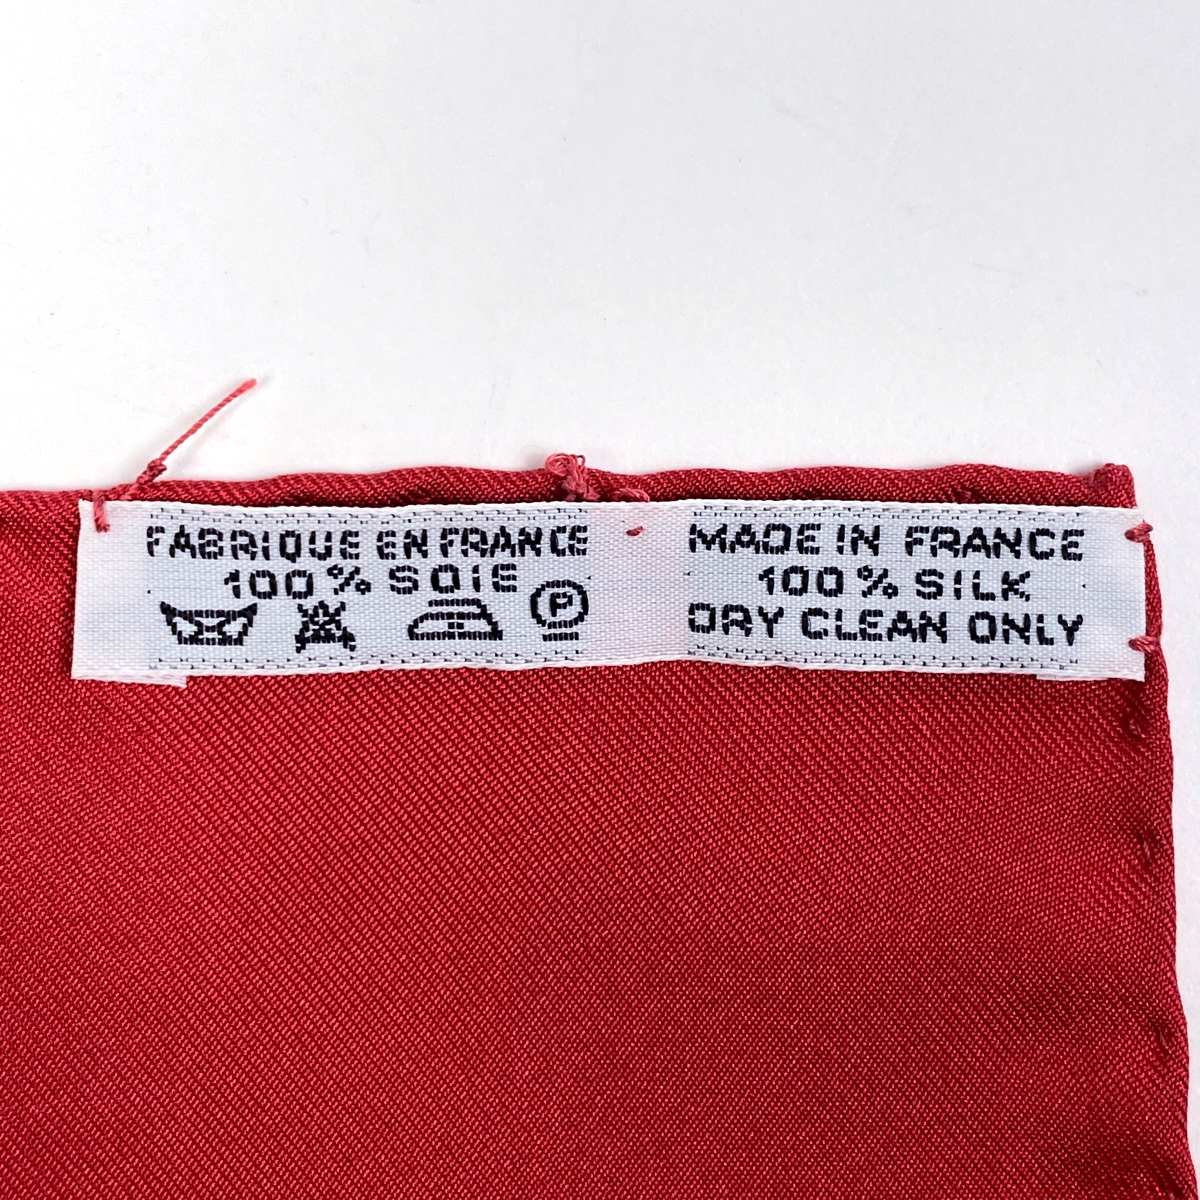 FABRIQUE EN FRANCE
100% SOIE
P
MADE IN FRANCE
100% SILK
DRY CLEAN ONLY